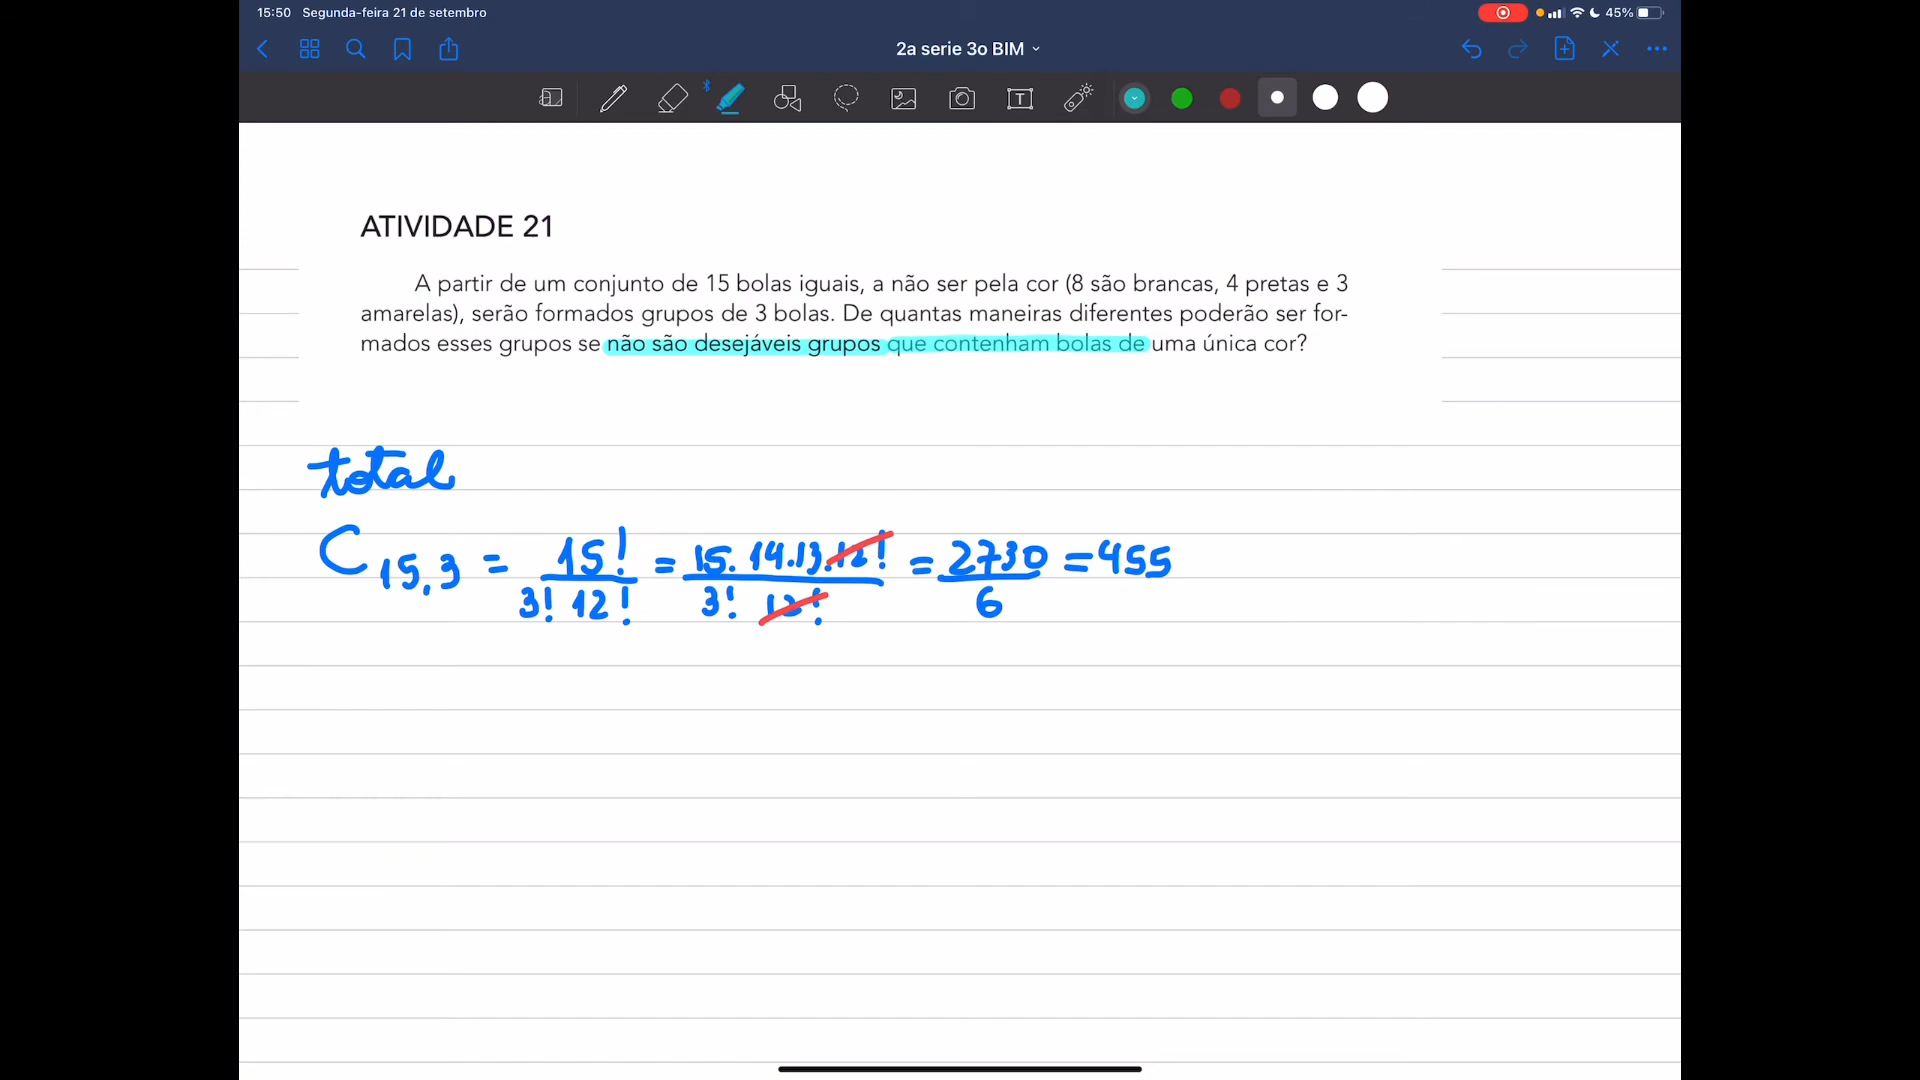 15:50 Segunda-feira 21 de setembro 45%
2a serie 3o BIM
ATIVIDADE 21
A partir de um conjunto de 15 bolas iguais, a não ser pela cor (8 são brancas, 4 pretas e 3
amarelas), serão formados grupos de 3 bolas. De quantas maneiras diferentes poderão ser for-
mados esses grupos se não são desejáveis grupos que contenham bolas de uma única cor?
total
C 15,3 = 15! / 3! 12! = 15. 14.13.12! / 3! 12! = 2730 / 6 = 455